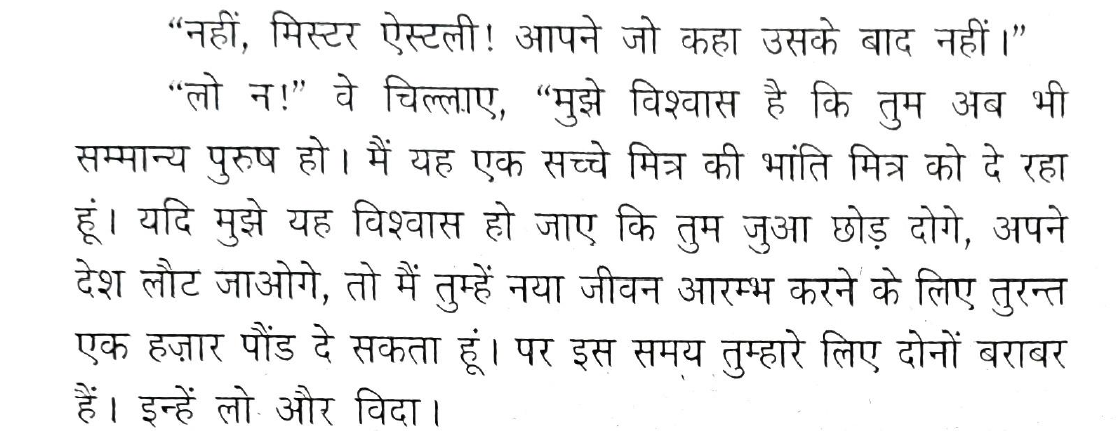 “नहीं, मिस्टर ऐस्टली! आपने जो कहा उसके बाद नहीं।”
“लो न!” वे चिल्लाए, “मुझे विश्वास है कि तुम अब भी
सम्मान्य पुरुष हो। मैं यह एक सच्चे मित्र की भांति मित्र को दे रहा
हूं। यदि मुझे यह विश्वास हो जाए कि तुम जुआ छोड़ दोगे, अपने
देश लौट जाओगे, तो मैं तुम्हें नया जीवन आरम्भ करने के लिए तुरन्त
एक हज़ार पौंड दे सकता हूं। पर इस समय तुम्हारे लिए दोनों बराबर
हैं। इन्हें लो और विदा।